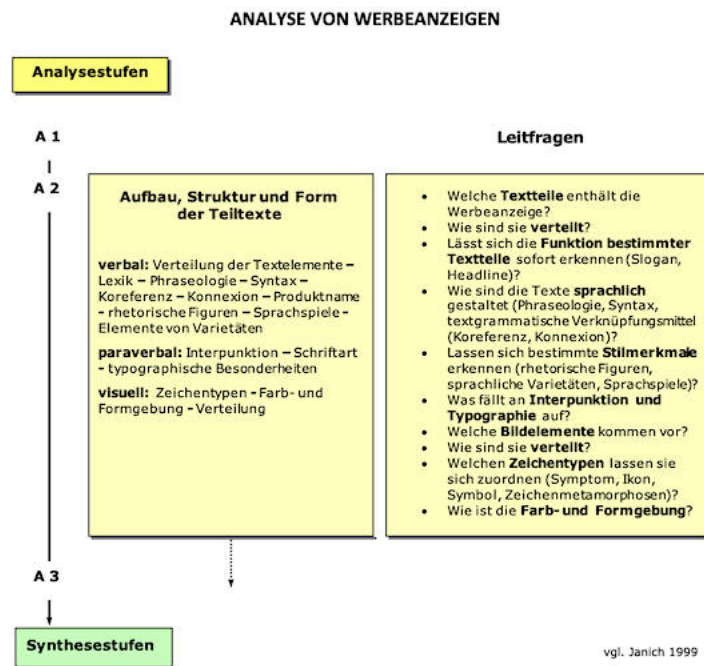 ANALYSE VON WERBEANZEIGEN
Analysestufen
A 1
Leitfragen
A 2
Aufbau, Struktur und Form
der Teiltexte
verbal: Verteilung der Textelemente –
Lexik – Phraseologie – Syntax –
Koreferenz – Konnexion – Produktname
- rhetorische Figuren – Sprachspiele –
Elemente von Varietäten
paraverbal: Interpunktion – Schriftart
- typographische Besonderheiten
visuell: Zeichentypen - Farb- und
Formgebung - Verteilung
• Welche Textteile enthält die
Werbeanzeige?
• Wie sind sie verteilt?
• Lässt sich die Funktion bestimmter
Textteile sofort erkennen (Slogan,
Headline)?
• Wie sind die Texte sprachlich
gestaltet (Phraseologie, Syntax,
textgrammatische Verknüpfungsmittel
(Koreferenz, Konnexion)?
• Lassen sich bestimmte Stilmerkmale
erkennen (rhetorische Figuren,
sprachliche Varietäten, Sprachspiele)?
• Was fällt an Interpunktion und
Typographie auf?
• Welche Bildelemente kommen vor?
• Wie sind sie verteilt?
• Welchen Zeichentypen lassen sie
sich zuordnen (Symptom, Ikon,
Symbol, Zeichenmetamorphosen)?
• Wie ist die Farb- und Formgebung?
A 3
Synthesestufen
vgl. Janich 1999